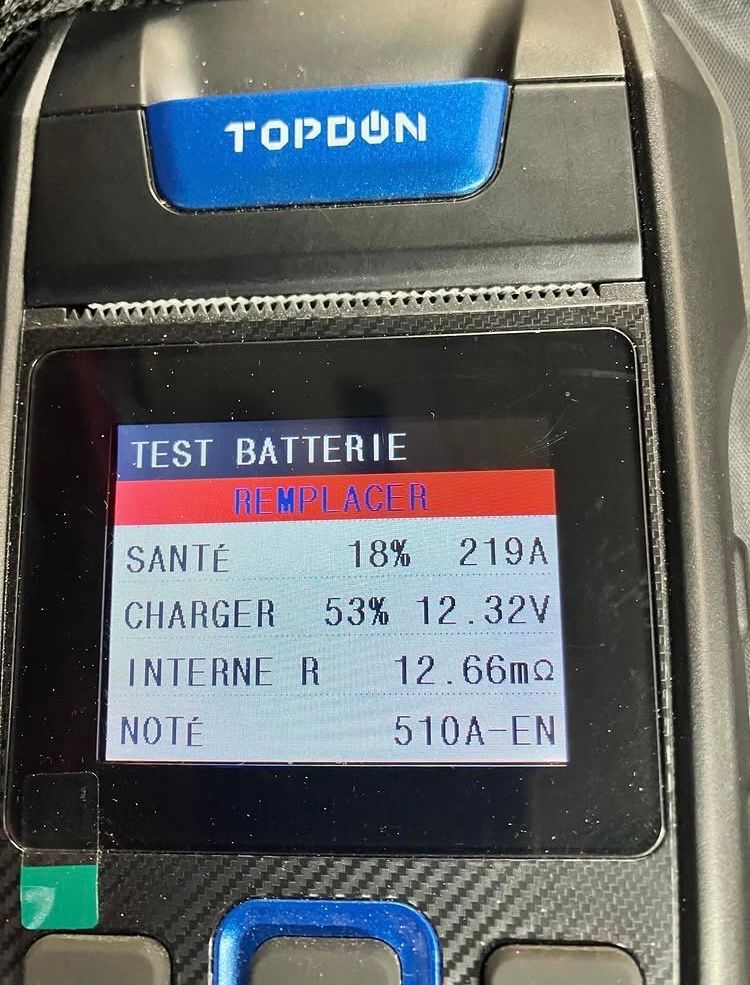 TOPDON
TEST BATTERIE
REMPLACER
SANTÉ 18% 219A
CHARGER 53% 12.32V
INTERNE R 12.66mΩ
NOTÉ 510A-EN